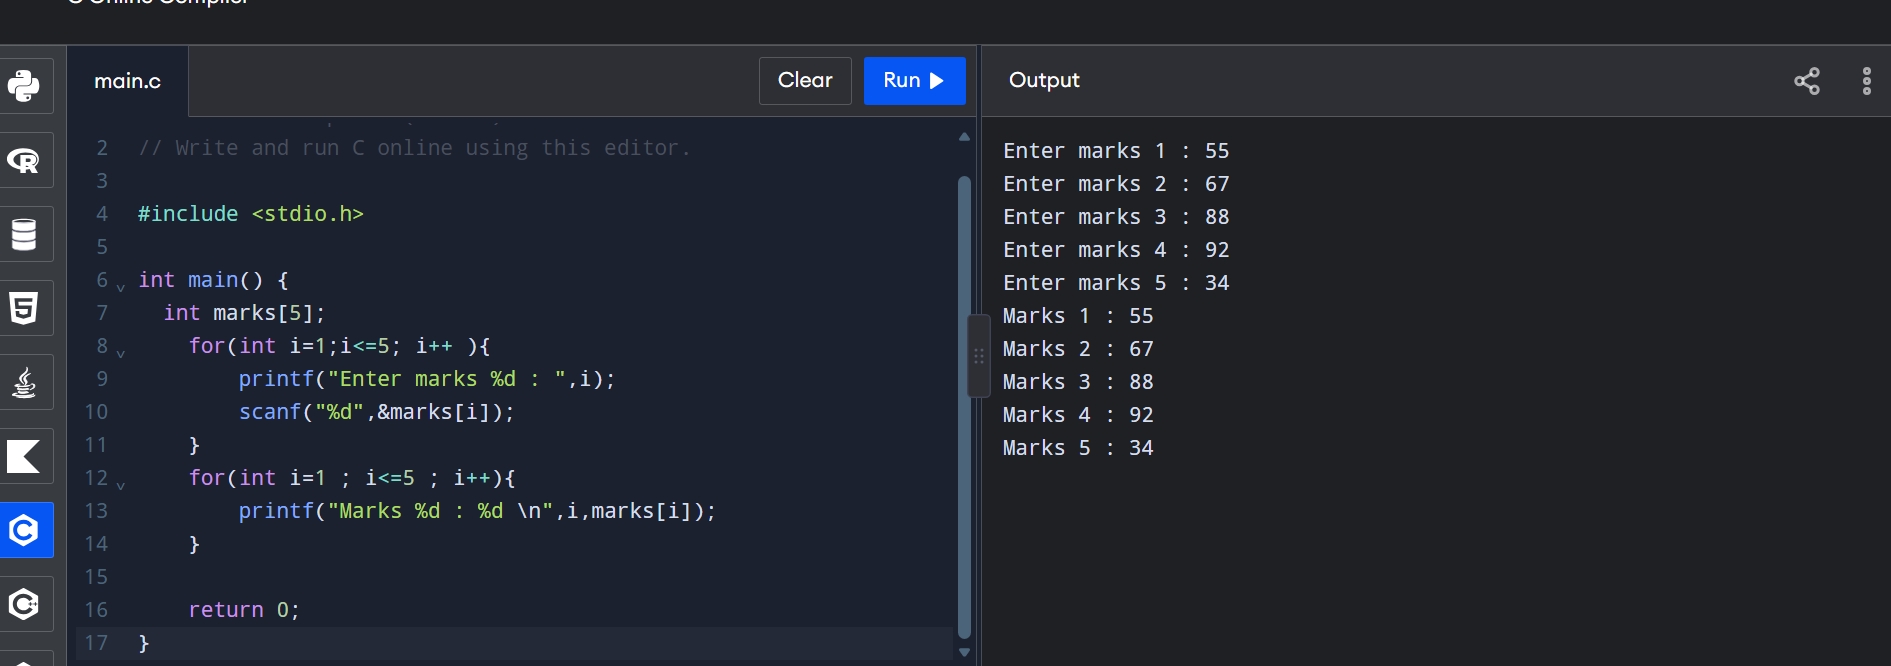 C Online Compiler
main.c
Clear
Run
Output
2 // Write and run C online using this editor.
3
4 #include <stdio.h>
5
6 int main() {
7 int marks[5];
8 for(int i=1;i<=5; i++ ){
9 printf("Enter marks %d : ",i);
10 scanf("%d",&marks[i]);
11 }
12 for(int i=1 ; i<=5 ; i++){
13 printf("Marks %d : %d \n",i,marks[i]);
14 }
15
16 return 0;
17 }
Enter marks 1 : 55
Enter marks 2 : 67
Enter marks 3 : 88
Enter marks 4 : 92
Enter marks 5 : 34
Marks 1 : 55
Marks 2 : 67
Marks 3 : 88
Marks 4 : 92
Marks 5 : 34